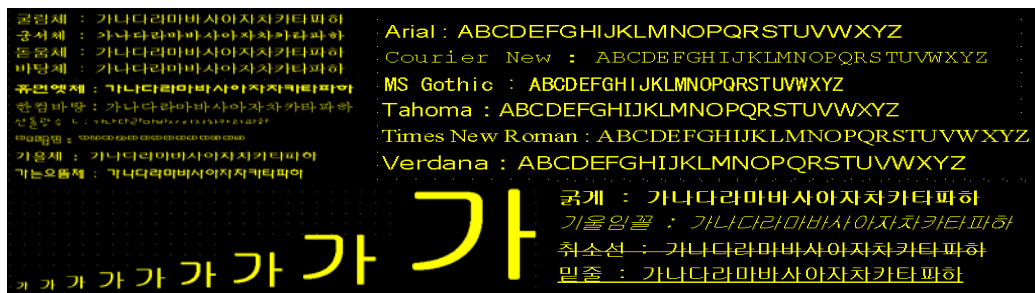 굴림체 : 가나다라마바사아자차카타파하
궁서체 : 가나다라마바사아자차카타파하
돋움체 : 가나다라마바사아자차카타파하
바탕체 : 가나다라마바사아자차카타파하
휴먼옛체 : 가나다라마바사아자차카타파하
한컴바탕 : 가나다라마바사아자차카타파하
가을체 : 가나다라마바사아자차카타파하
가는으뜸체 : 가나다라마바사아자차카타파하
Arial : ABCDEFGHIJKLMNOPQRSTUVWXYZ
Courier New : ABCDEFGHIJKLMNOPQRSTUVWXYZ
MS Gothic : ABCDEFGHIJKLMNOPQRSTUVWXYZ
Tahoma : ABCDEFGHIJKLMNOPQRSTUVWXYZ
Times New Roman : ABCDEFGHIJKLMNOPQRSTUVWXYZ
Verdana : ABCDEFGHIJKLMNOPQRSTUVWXYZ
가 가 가 가 가 가 가 가 가
굵게 : 가나다라마바사아자차카타파하
기울임꼴 : 가나다라마바사아자차카타파하
취소선 : 가나다라마바사아자차카타파하
밑줄 : 가나다라마바사아자차카타파하